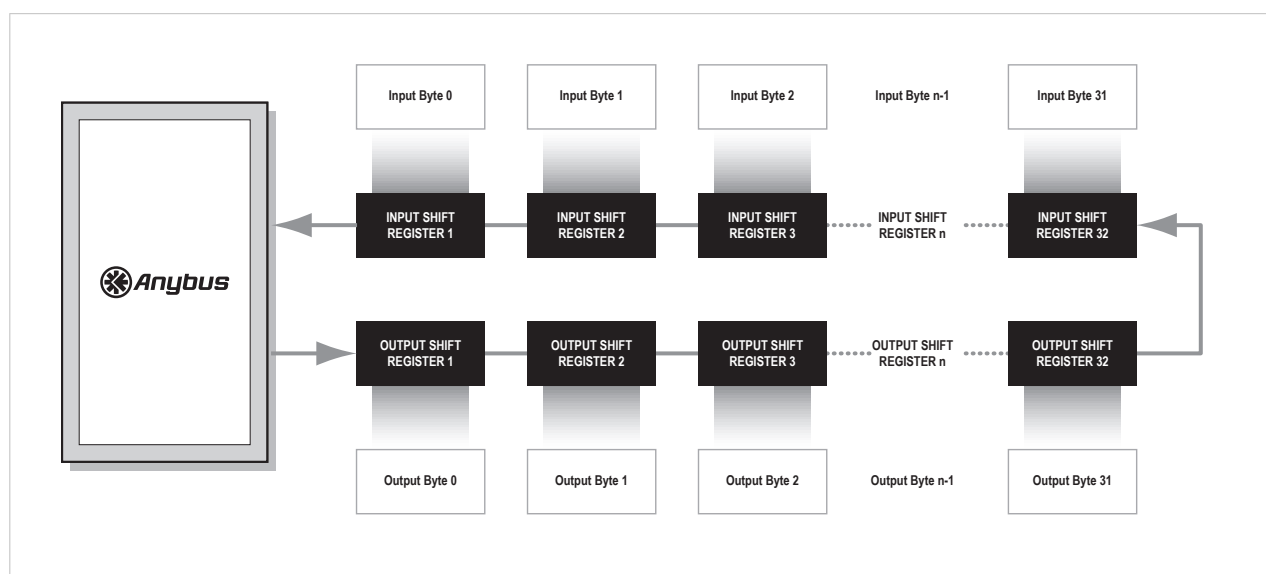 Input Byte 0
Input Byte 1
Input Byte 2
Input Byte n-1
Input Byte 31
INPUT SHIFT
REGISTER 1
INPUT SHIFT
REGISTER 2
INPUT SHIFT
REGISTER 3
INPUT SHIFT
REGISTER n
INPUT SHIFT
REGISTER 32
Anybus
OUTPUT SHIFT
REGISTER 1
OUTPUT SHIFT
REGISTER 2
OUTPUT SHIFT
REGISTER 3
OUTPUT SHIFT
REGISTER n
OUTPUT SHIFT
REGISTER 32
Output Byte 0
Output Byte 1
Output Byte 2
Output Byte n-1
Output Byte 31